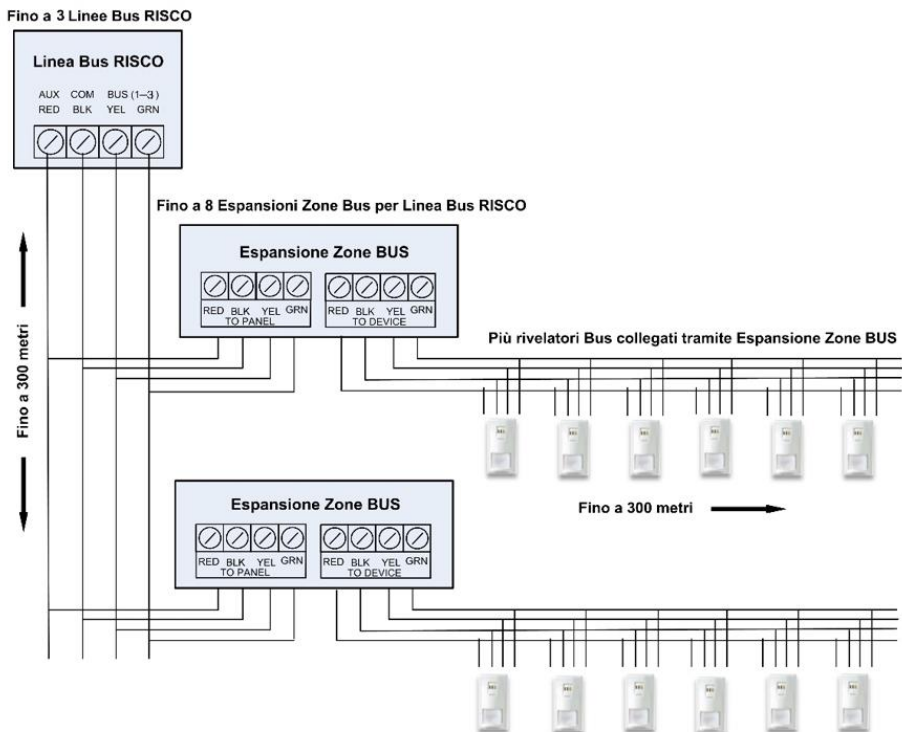 Fino a 3 Linee Bus RISCO
Linea Bus RISCO
AUX COM BUS (1–3)
RED BLK YEL GRN
Fino a 8 Espansioni Zone Bus per Linea Bus RISCO
Espansione Zone BUS
RED BLK YEL GRN RED BLK YEL GRN
TO PANEL TO DEVICE
Più rivelatori Bus collegati tramite Espansione Zone BUS
Fino a 300 metri
Fino a 300 metri
Espansione Zone BUS
RED BLK YEL GRN RED BLK YEL GRN
TO PANEL TO DEVICE